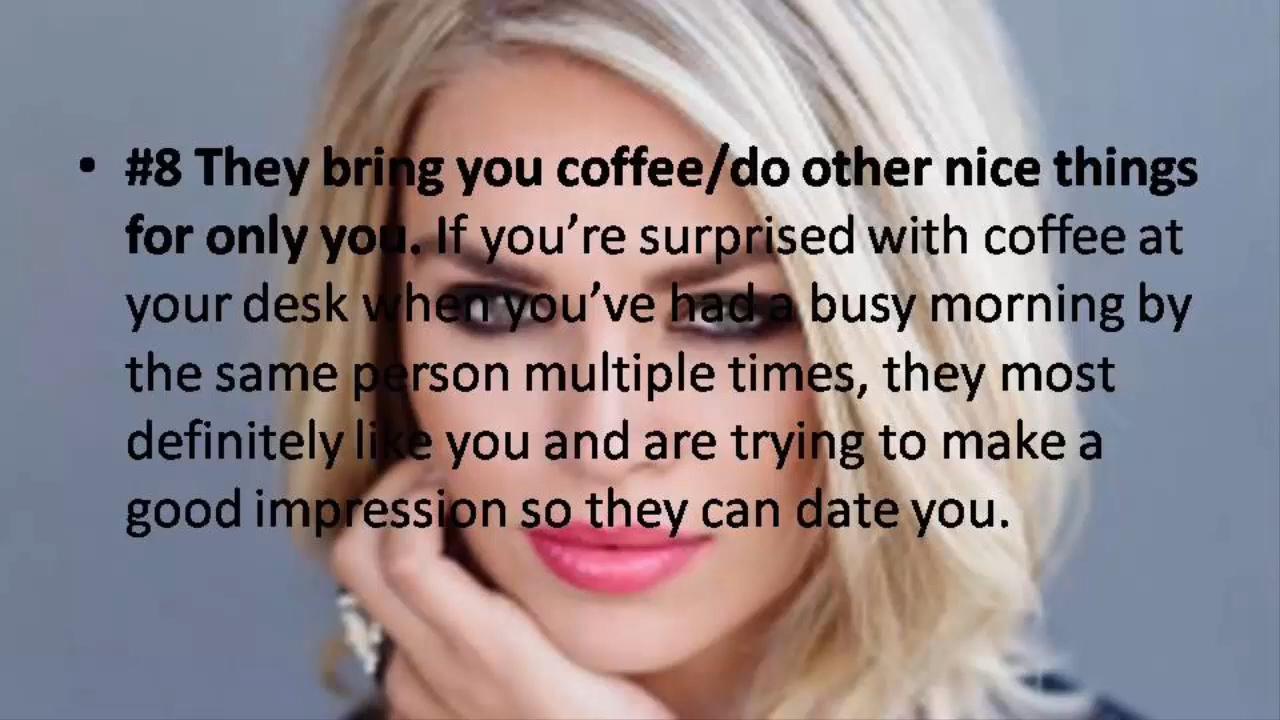 • #8 They bring you coffee/do other nice things
for only you. If you’re surprised with coffee at
your desk when you’ve had a busy morning by
the same person multiple times, they most
definitely like you and are trying to make a
good impression so they can date you.